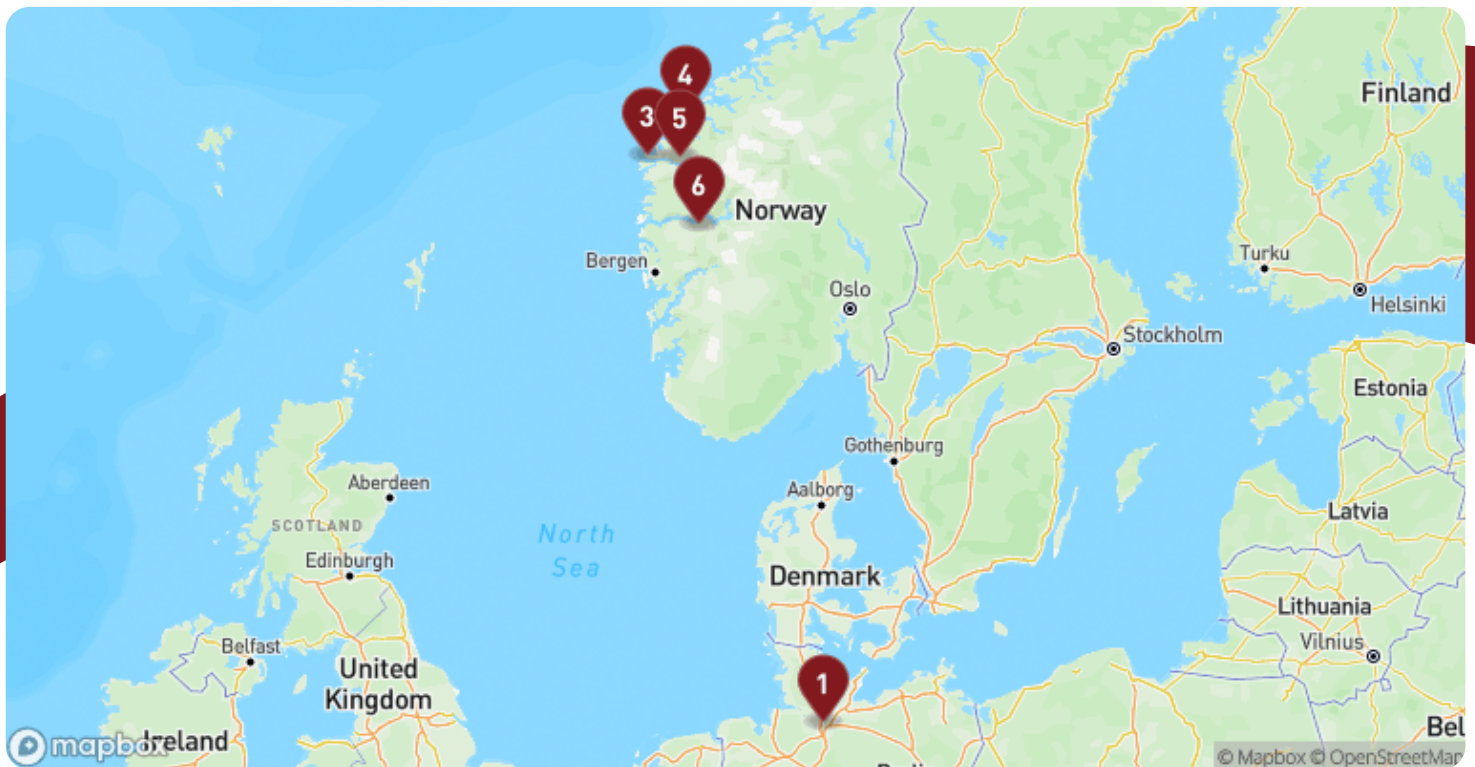 4
3
5
Finland
6
Norway
Turku
Bergen
Oslo
Helsinki
Stockholm
Estonia
Gothenburg
Aberdeen
Aalborg
Latvia
SCOTLAND
North
Sea
Edinburgh
Denmark
Lithuania
Vilnius
Belfast
United
Kingdom
1
Ireland
mapbox
Bel
© Mapbox © OpenStreetMap